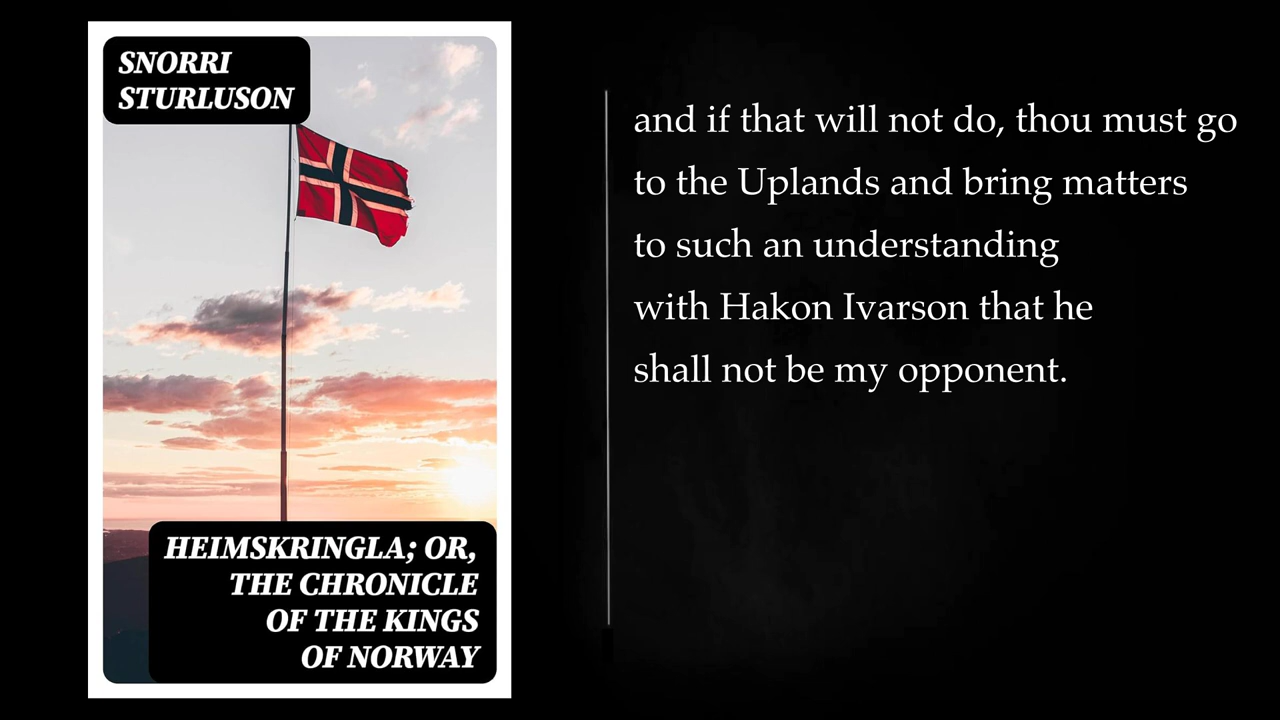 SNORRI
STURLUSON
HEIMSKRINGLA; OR,
THE CHRONICLE
OF THE KINGS
OF NORWAY
and if that will not do, thou must go
to the Uplands and bring matters
to such an understanding
with Hakon Ivarson that he
shall not be my opponent.